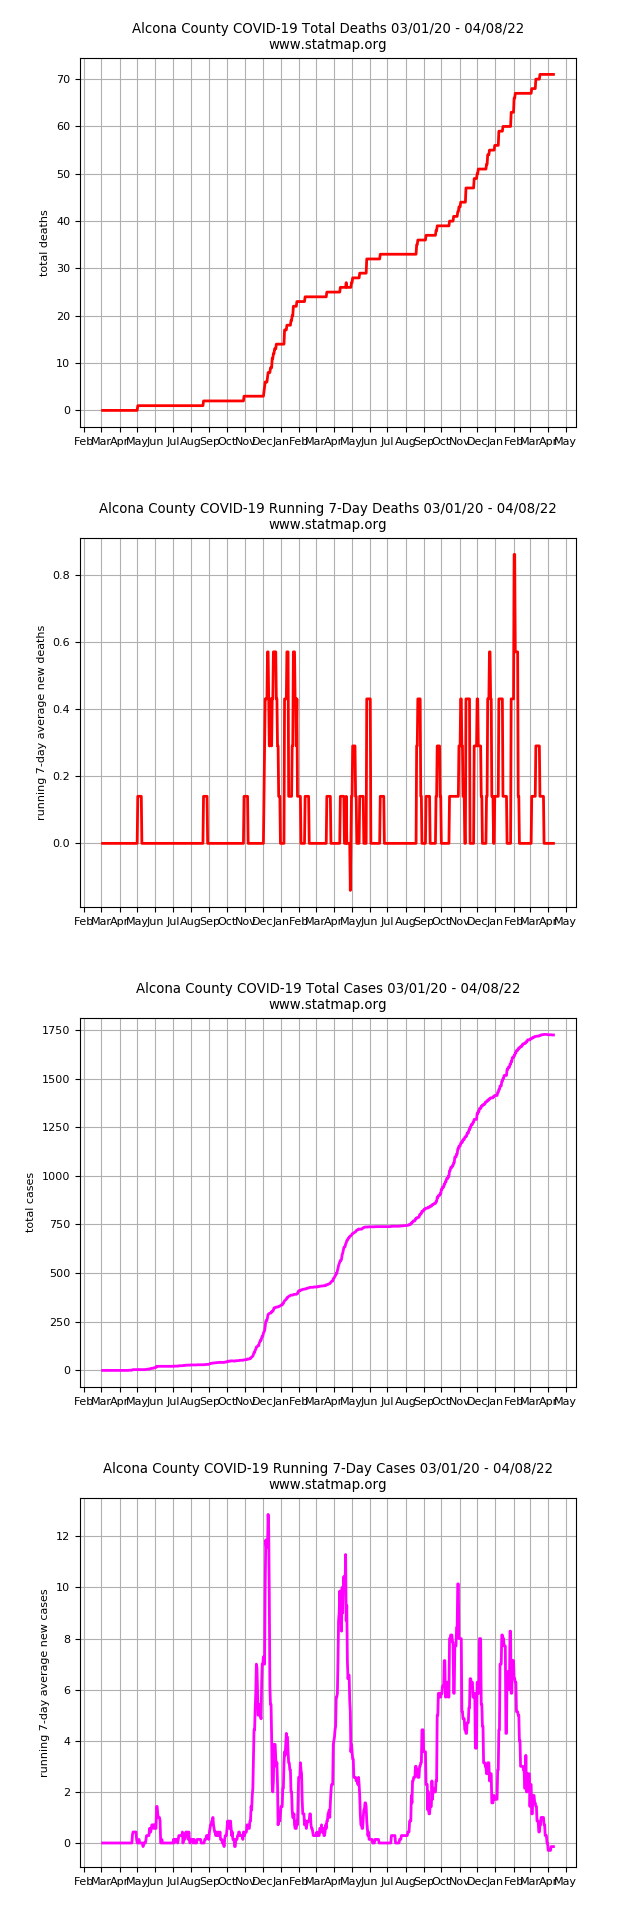 Alcona County COVID-19 Total Deaths 03/01/20 - 04/08/22
www.statmap.org
total deaths
70
60
50
40
30
20
10
0
Feb Mar Apr May Jun Jul Aug Sep Oct Nov Dec Jan Feb Mar Apr May Jun Jul Aug Sep Oct Nov Dec Jan Feb Mar Apr May
Alcona County COVID-19 Running 7-Day Deaths 03/01/20 - 04/08/22
www.statmap.org
running 7-day average new deaths
0.8
0.6
0.4
0.2
0.0
Feb Mar Apr May Jun Jul Aug Sep Oct Nov Dec Jan Feb Mar Apr May Jun Jul Aug Sep Oct Nov Dec Jan Feb Mar Apr May
Alcona County COVID-19 Total Cases 03/01/20 - 04/08/22
www.statmap.org
total cases
1750
1500
1250
1000
750
500
250
0
Feb Mar Apr May Jun Jul Aug Sep Oct Nov Dec Jan Feb Mar Apr May Jun Jul Aug Sep Oct Nov Dec Jan Feb Mar Apr May
Alcona County COVID-19 Running 7-Day Cases 03/01/20 - 04/08/22
www.statmap.org
running 7-day average new cases
12
10
8
6
4
2
0
Feb Mar Apr May Jun Jul Aug Sep Oct Nov Dec Jan Feb Mar Apr May Jun Jul Aug Sep Oct Nov Dec Jan Feb Mar Apr May